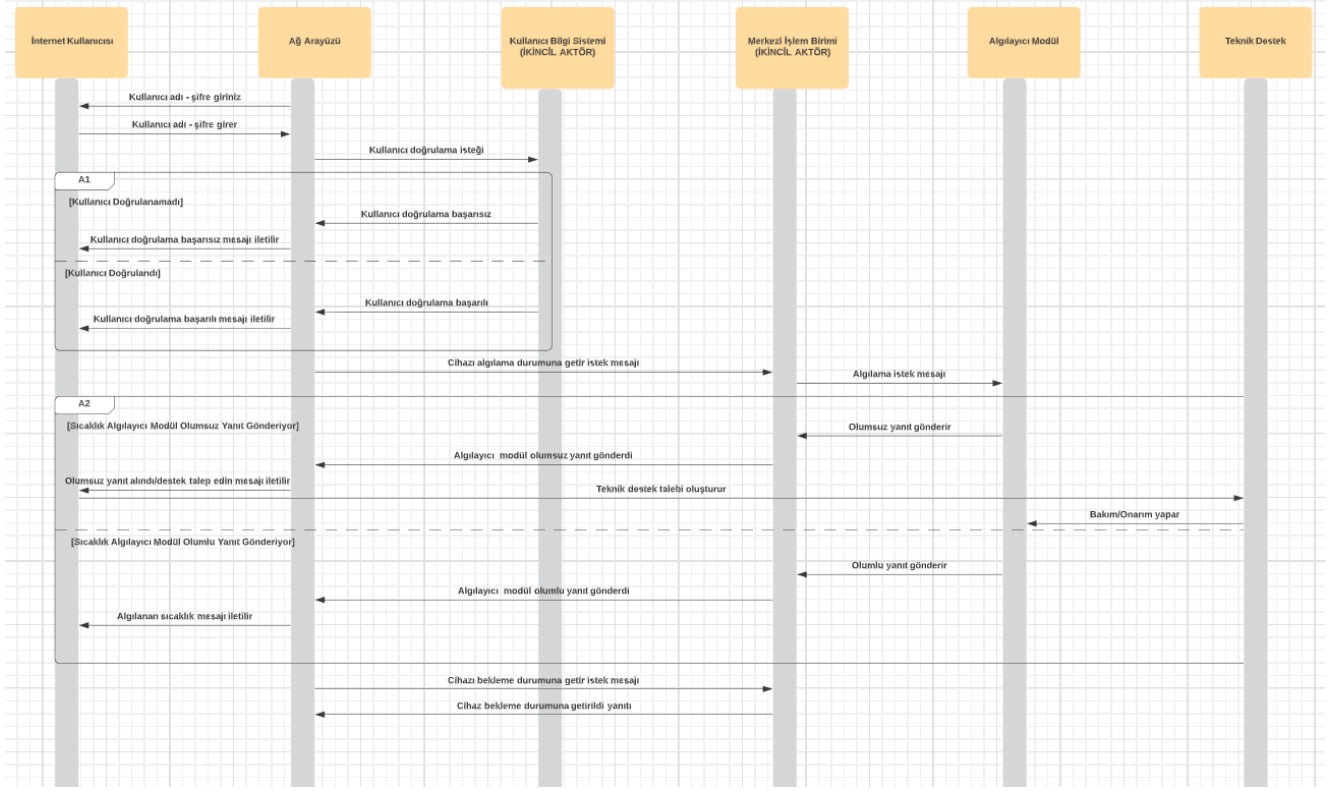 İnternet Kullanıcısı
Ağ Arayüzü
Kullanıcı Bilgi Sistemi
(İKİNCİL AKTÖR)
Merkezi İşlem Birimi
(İKİNCİL AKTÖR)
Algılayıcı Modül
Teknik Destek
Kullanıcı adı - şifre giriniz
Kullanıcı adı - şifre girer
Kullanıcı doğrulama isteği
A1
[Kullanıcı Doğrulanamadı]
Kullanıcı doğrulama başarısız
Kullanıcı doğrulama başarısız mesajı iletilir
[Kullanıcı Doğrulandı]
Kullanıcı doğrulama başarılı
Kullanıcı doğrulama başarılı mesajı iletilir
Cihazı algılama durumuna getir istek mesajı
Algılama istek mesajı
A2
[Sıcaklık Algılayıcı Modül Olumsuz Yanıt Gönderiyor]
Olumsuz yanıt gönderir
Algılayıcı modül olumsuz yanıt gönderdi
Olumsuz yanıt alındı/destek talep edin mesajı iletilir
Teknik destek talebi oluşturur
Bakım/Onarım yapar
[Sıcaklık Algılayıcı Modül Olumlu Yanıt Gönderiyor]
Olumlu yanıt gönderir
Algılayıcı modül olumlu yanıt gönderdi
Algılanan sıcaklık mesajı iletilir
Cihazı bekleme durumuna getir istek mesajı
Cihaz bekleme durumuna getirildi yanıtı